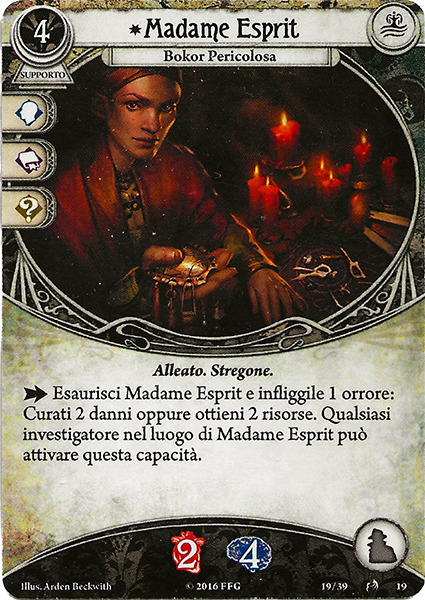 4
*Madame Esprit
Bokor Pericolosa
SUPPORTO
?
Alleato. Stregone.
Esaurisci Madame Esprit e infliggile 1 orrore:
Curati 2 danni oppure ottieni 2 risorse. Qualsiasi
investigatore nel luogo di Madame Esprit può
attivare questa capacità.
2 4
Illus. Arden Beckwith © 2016 FFG 19/39 19